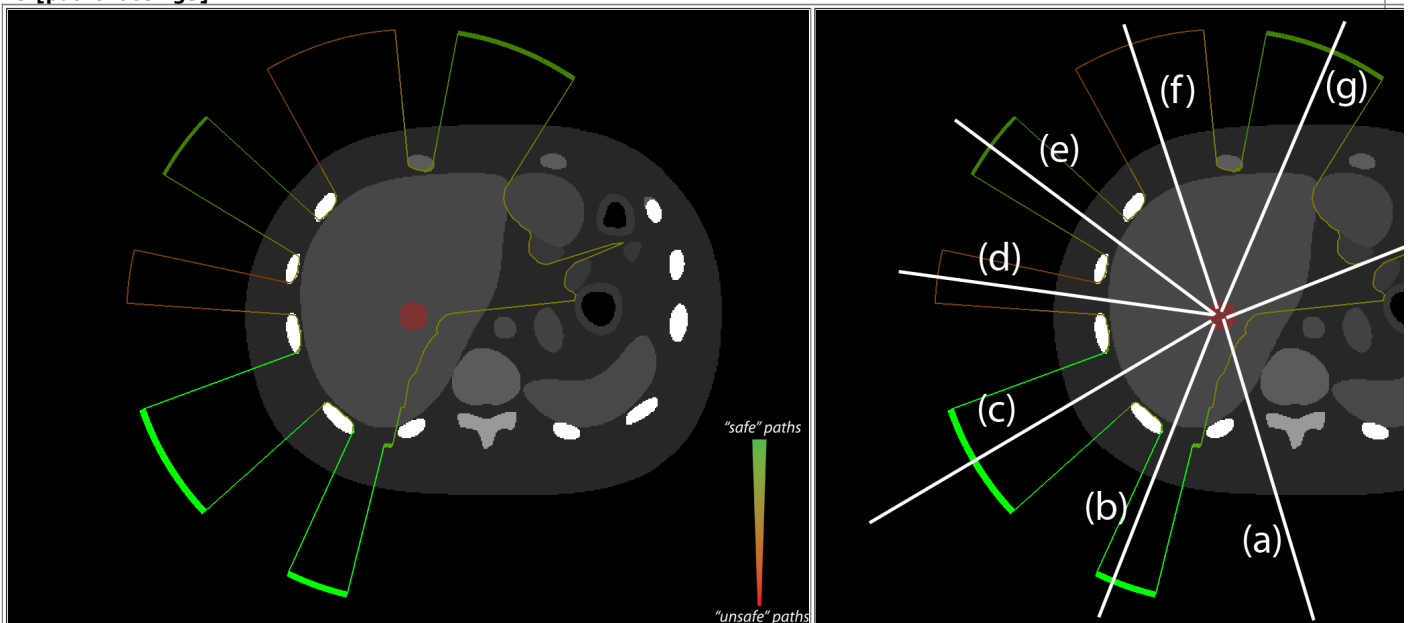 (f)
(g)
(e)
(d)
(c)
(b)
(a)
“safe” paths
“unsafe” paths